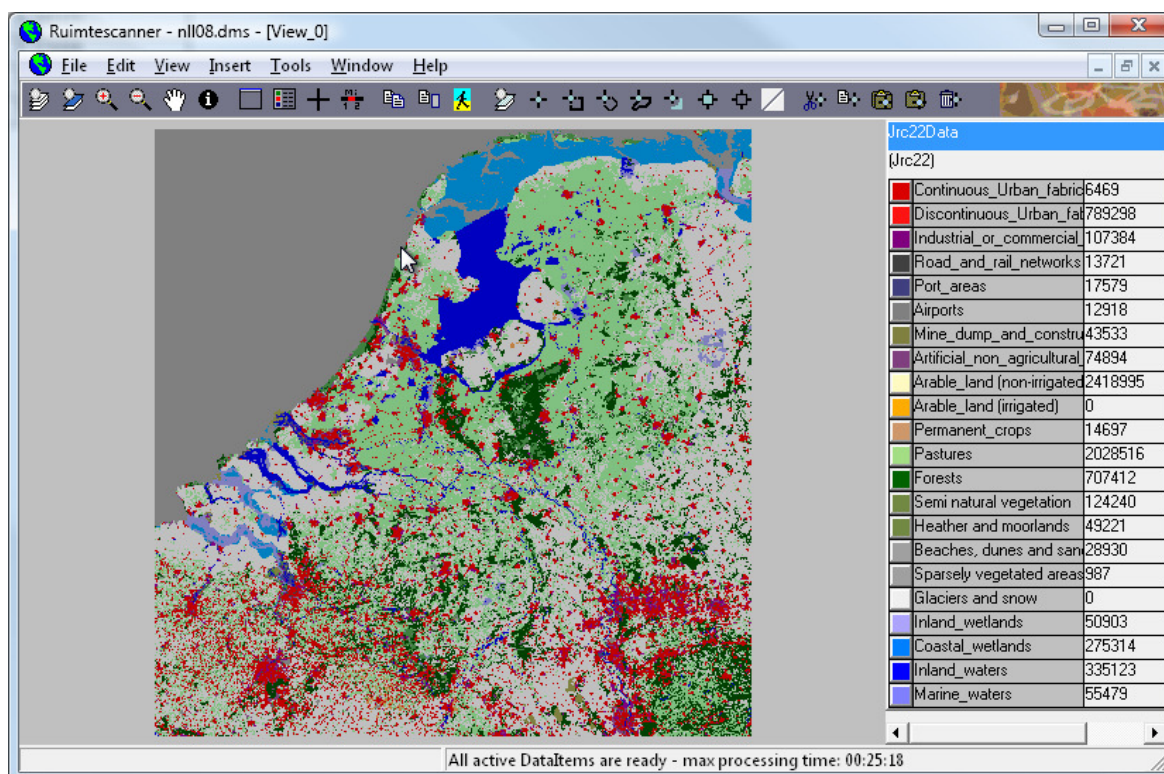 Ruimtescanner - nll08.dms - [View_0]
File Edit View Insert Tools Window Help
Jrc22Data
(Jrc22)
Continuous_Urban_fabric 6469
Discontinuous_Urban_fab 789298
Industrial_or_commercial_ 107384
Road_and_rail_networks 13721
Port_areas 17579
Airports 12918
Mine_dump_and_constru 43533
Artificial_non_agricultural_ 74894
Arable_land (non-irrigated 2418995
Arable_land (irrigated) 0
Permanent_crops 14697
Pastures 2028516
Forests 707412
Semi natural vegetation 124240
Heather and moorlands 49221
Beaches, dunes and san 28930
Sparsely vegetated areas 987
Glaciers and snow 0
Inland_wetlands 50903
Coastal_wetlands 275314
Inland_waters 335123
Marine_waters 55479
All active DataItems are ready - max processing time: 00:25:18